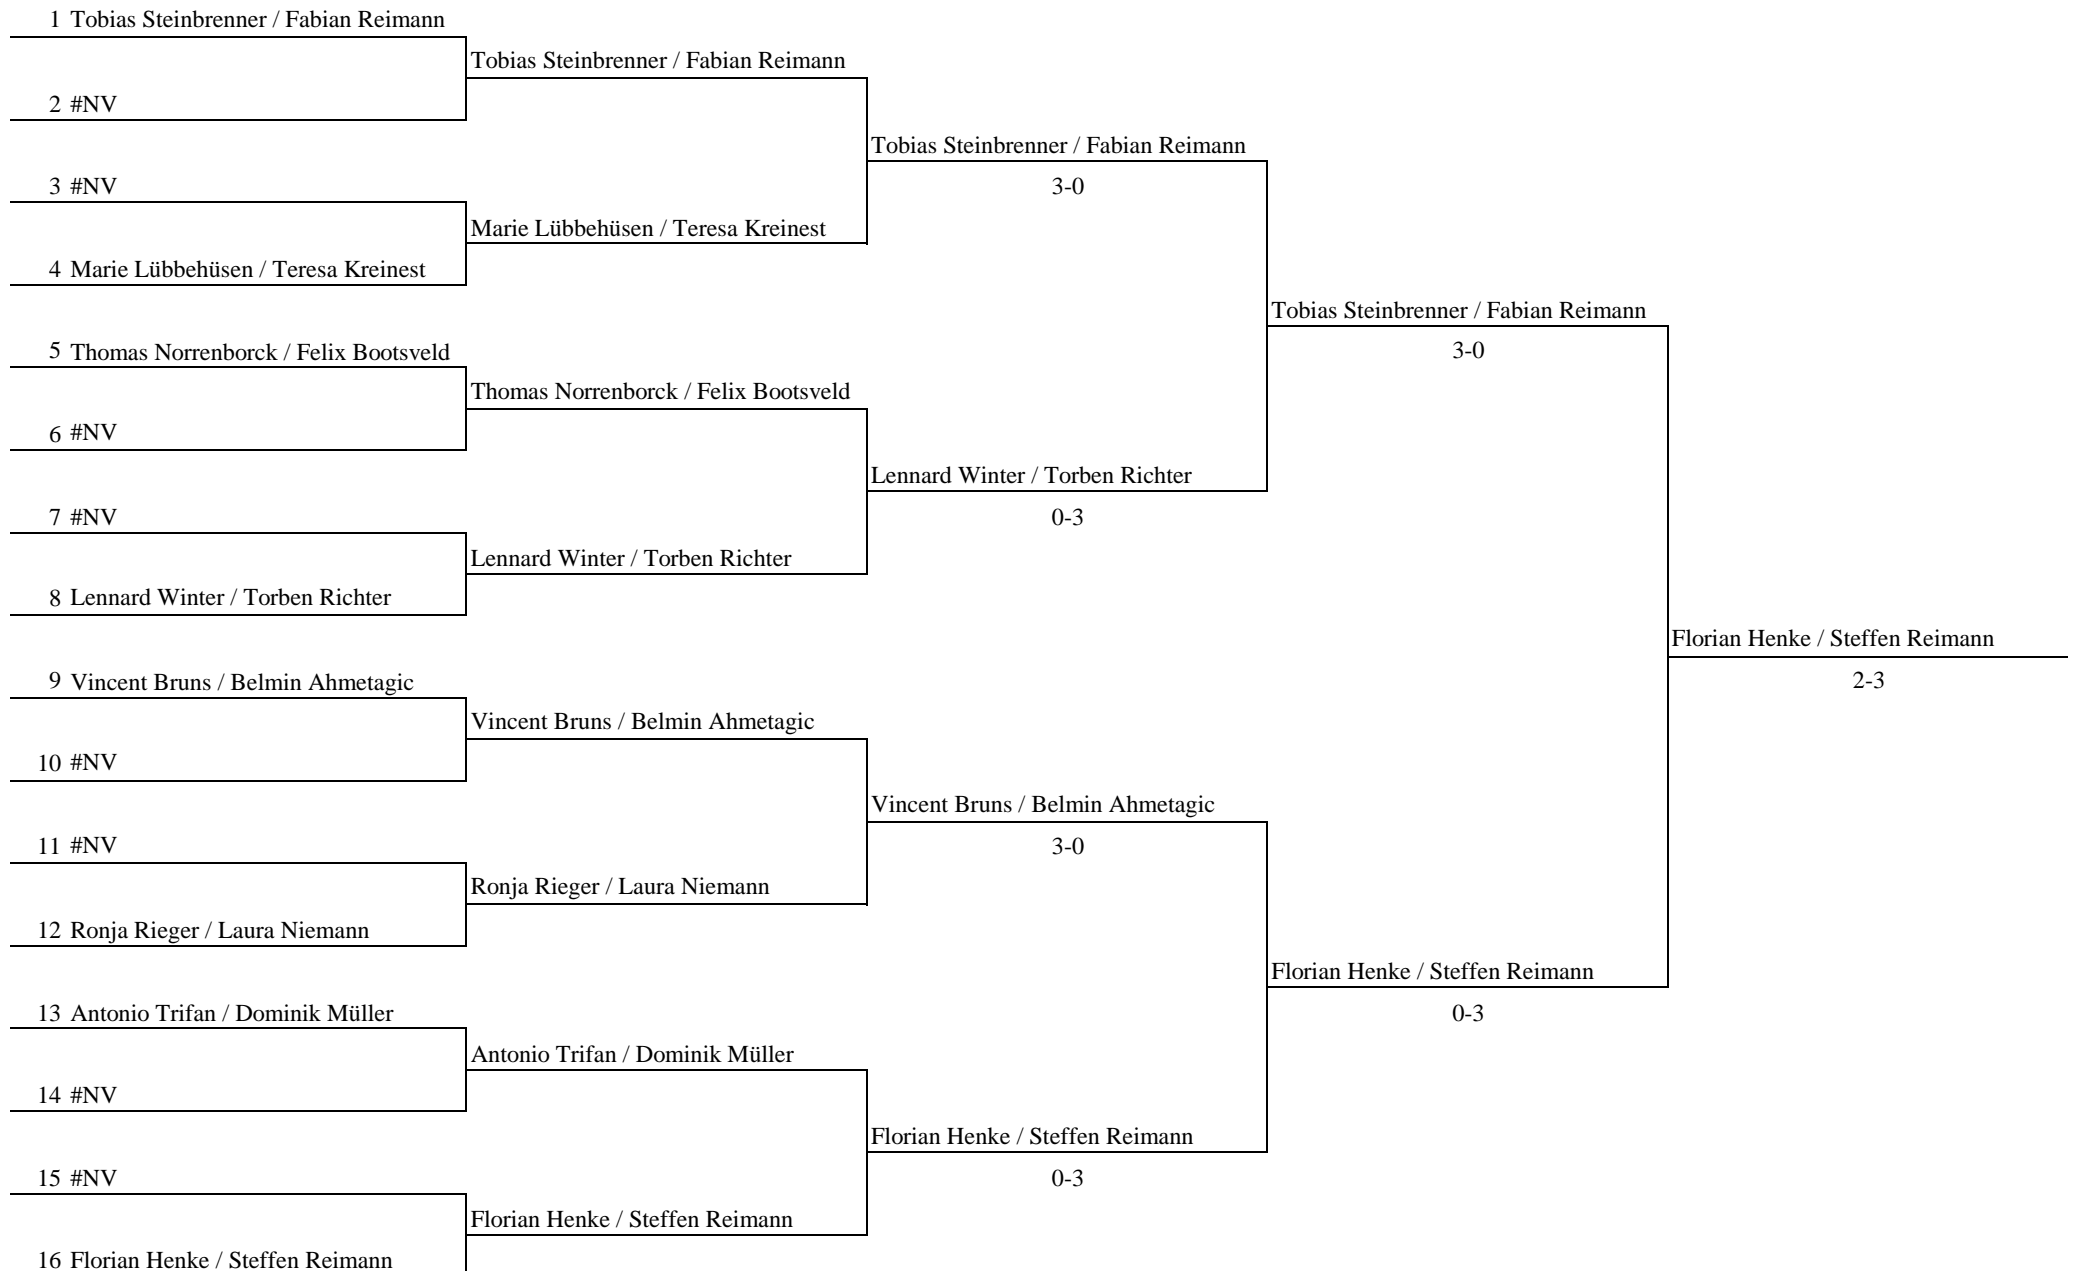 1 Tobias Steinbrenner / Fabian Reimann
Tobias Steinbrenner / Fabian Reimann
2 #NV
Tobias Steinbrenner / Fabian Reimann
3 #NV
3-0
Marie Lübbehüsen / Teresa Kreinest
4 Marie Lübbehüsen / Teresa Kreinest
Tobias Steinbrenner / Fabian Reimann
5 Thomas Norrenborck / Felix Bootsveld
3-0
Thomas Norrenborck / Felix Bootsveld
6 #NV
Lennard Winter / Torben Richter
7 #NV
0-3
Lennard Winter / Torben Richter
8 Lennard Winter / Torben Richter
Florian Henke / Steffen Reimann
9 Vincent Bruns / Belmin Ahmetagic
2-3
Vincent Bruns / Belmin Ahmetagic
10 #NV
Vincent Bruns / Belmin Ahmetagic
11 #NV
3-0
Ronja Rieger / Laura Niemann
12 Ronja Rieger / Laura Niemann
Florian Henke / Steffen Reimann
13 Antonio Trifan / Dominik Müller
0-3
Antonio Trifan / Dominik Müller
14 #NV
Florian Henke / Steffen Reimann
15 #NV
0-3
Florian Henke / Steffen Reimann
16 Florian Henke / Steffen Reimann